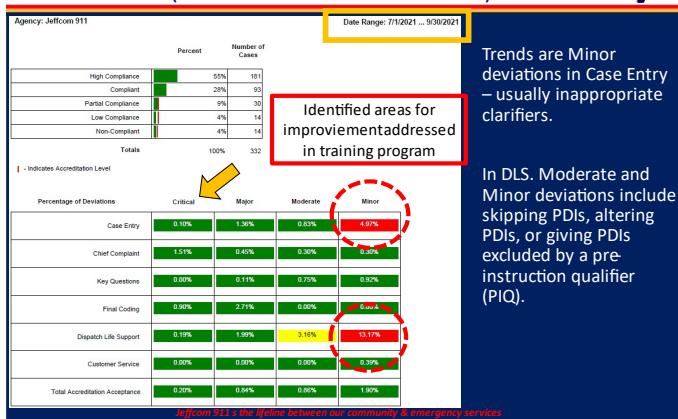 Agency: Jeffcom 911
Date Range: 7/1/2021 ... 9/30/2021
Percent Number of Cases
High Compliance 55% 181
Compliant 28% 93
Partial Compliance 9% 30
Low Compliance 4% 14
Non-Compliant 4% 14
Totals 100% 332
- Indicates Accreditation Level
Identified areas for
improviementaddressed
in training program
Percentage of Deviations Critical Major Moderate Minor
Case Entry 0.10% 1.36% 0.83% 4.97%
Chief Complaint 1.51% 0.45% 0.30% 0.30%
Key Questions 0.00% 0.11% 0.75% 0.92%
Final Coding 0.90% 2.71% 0.00% 0.00%
Dispatch Life Support 0.19% 1.99% 3.16% 13.17%
Customer Service 0.00% 0.00% 0.00% 0.39%
Total Accreditation Acceptance 0.20% 0.84% 0.86% 1.90%
Trends are Minor
deviations in Case Entry
– usually inappropriate
clarifiers.
In DLS. Moderate and
Minor deviations include
skipping PDIs, altering
PDIs, or giving PDIs
excluded by a pre-
instruction qualifier
(PIQ).
Jeffcom 911 s the lifeline between our community & emergency services